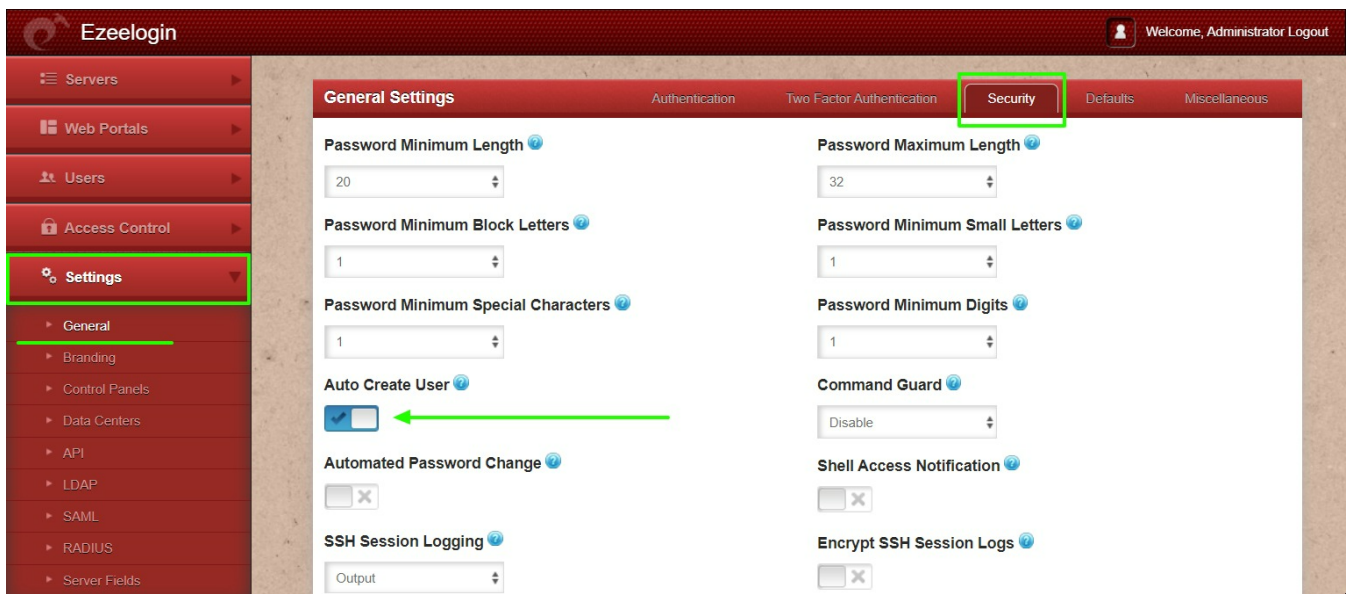 Ezeelogin
Welcome, Administrator Logout
Servers
Web Portals
Users
Access Control
Settings
General
Branding
Control Panels
Data Centers
API
LDAP
SAML
RADIUS
Server Fields
General Settings
Authentication
Two Factor Authentication
Security
Defaults
Miscellaneous
Password Minimum Length ?
Password Maximum Length ?
20
32
Password Minimum Block Letters ?
Password Minimum Small Letters ?
1
1
Password Minimum Special Characters ?
Password Minimum Digits ?
1
1
Auto Create User ?
Command Guard ?
Disable
Automated Password Change ?
Shell Access Notification ?
SSH Session Logging ?
Encrypt SSH Session Logs ?
Output